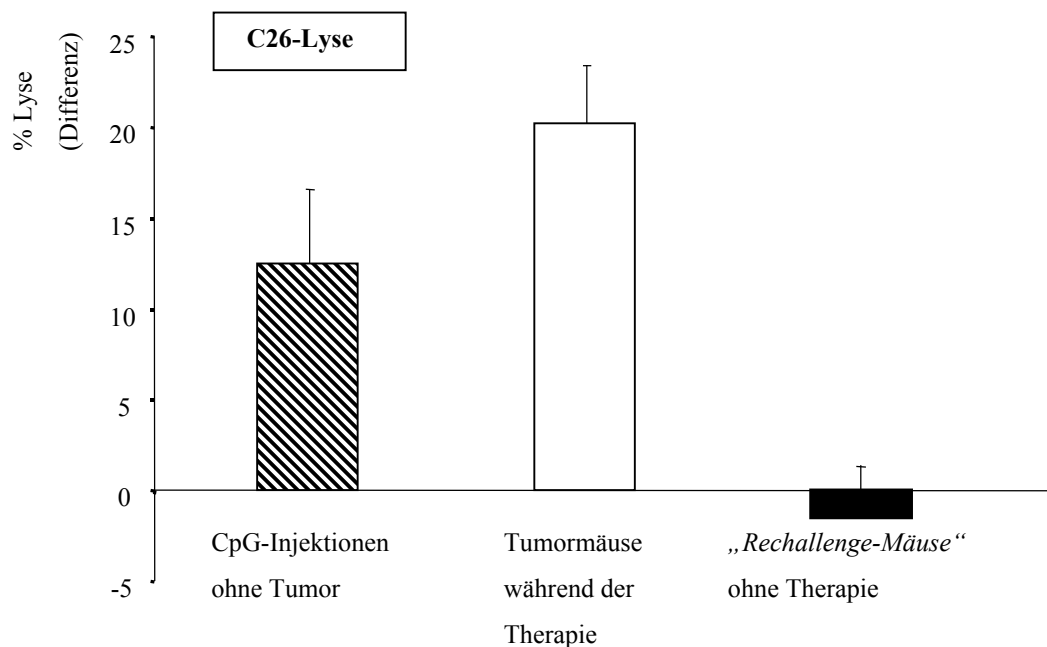 C26-Lyse
% Lyse
(Differenz)
25
20
15
10
5
0
-5
CpG-Injektionen
ohne Tumor
Tumormäuse
während der
Therapie
„Rechallenge-Mäuse“
ohne Therapie